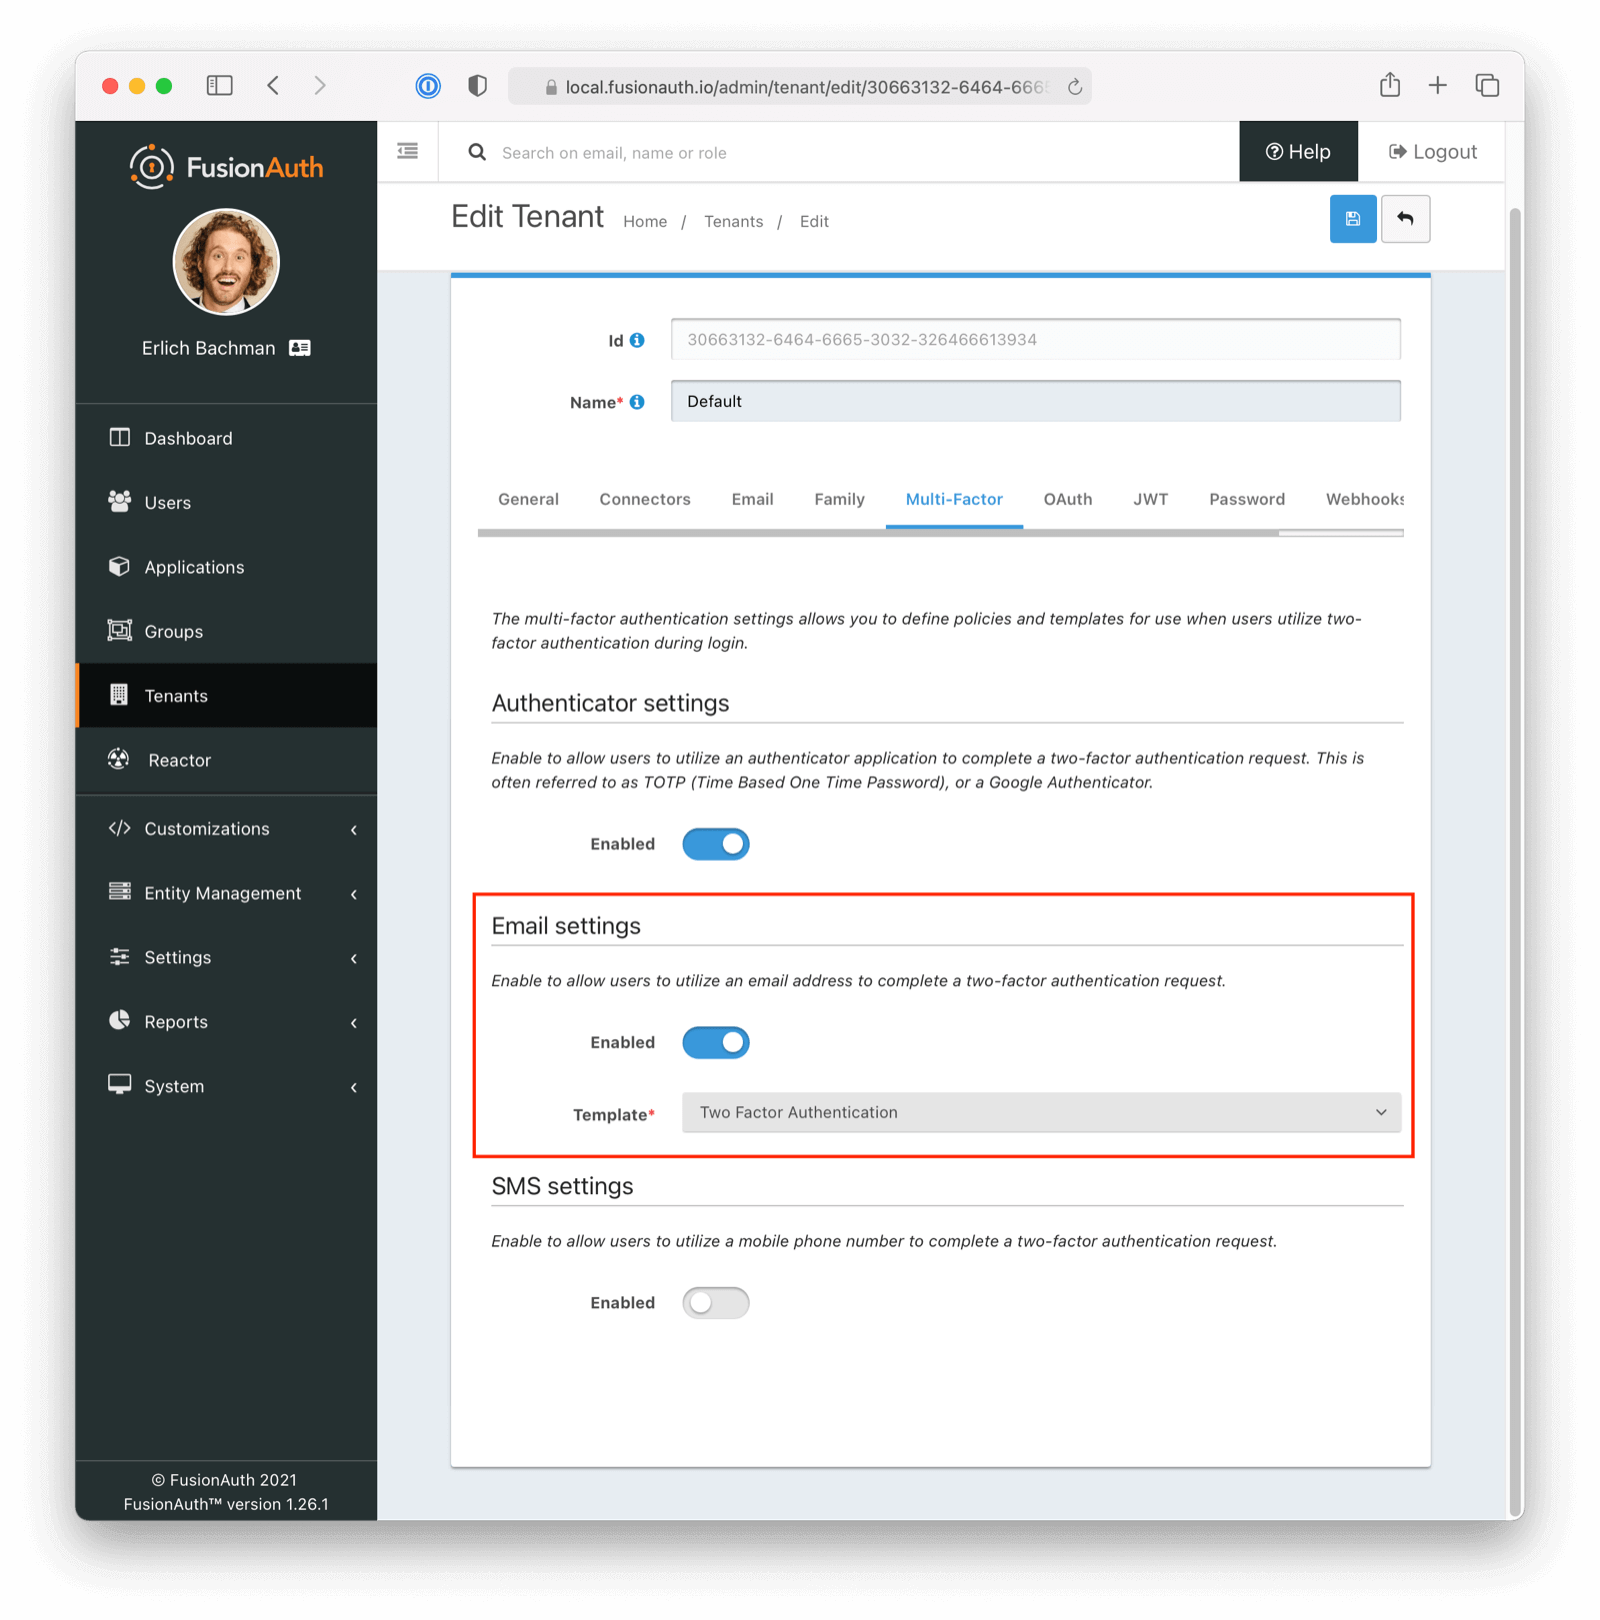 local.fusionauth.io/admin/tenant/edit/30663132-6464-666
FusionAuth
Search on email, name or role
Help
Logout
Edit Tenant
Home / Tenants / Edit
Erlich Bachman
Id
30663132-6464-6665-3032-326466613934
Name*
Default
Dashboard
Users
Applications
Groups
Tenants
Reactor
Customizations
Entity Management
Settings
Reports
System
General
Connectors
Email
Family
Multi-Factor
OAuth
JWT
Password
Webhooks
The multi-factor authentication settings allows you to define policies and templates for use when users utilize two-
factor authentication during login.
Authenticator settings
Enable to allow users to utilize an authenticator application to complete a two-factor authentication request. This is
often referred to as TOTP (Time Based One Time Password), or a Google Authenticator.
Enabled
Email settings
Enable to allow users to utilize an email address to complete a two-factor authentication request.
Enabled
Template*
Two Factor Authentication
SMS settings
Enable to allow users to utilize a mobile phone number to complete a two-factor authentication request.
Enabled
© FusionAuth 2021
FusionAuth™ version 1.26.1